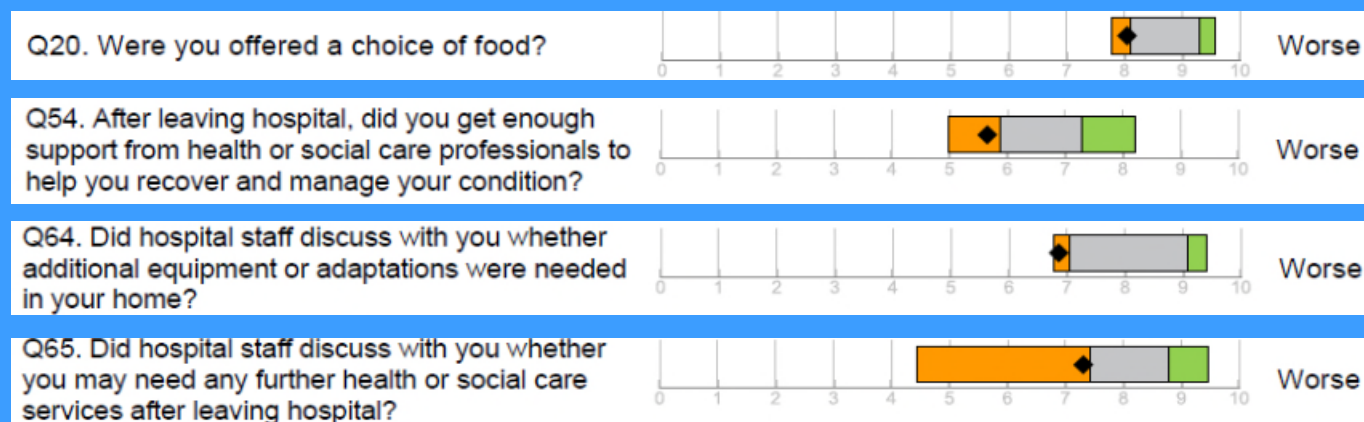 Q20. Were you offered a choice of food?
0 1 2 3 4 5 6 7 8 9 10
Worse
Q54. After leaving hospital, did you get enough
support from health or social care professionals to
help you recover and manage your condition?
0 1 2 3 4 5 6 7 8 9 10
Worse
Q64. Did hospital staff discuss with you whether
additional equipment or adaptations were needed
in your home?
0 1 2 3 4 5 6 7 8 9 10
Worse
Q65. Did hospital staff discuss with you whether
you may need any further health or social care
services after leaving hospital?
0 1 2 3 4 5 6 7 8 9 10
Worse